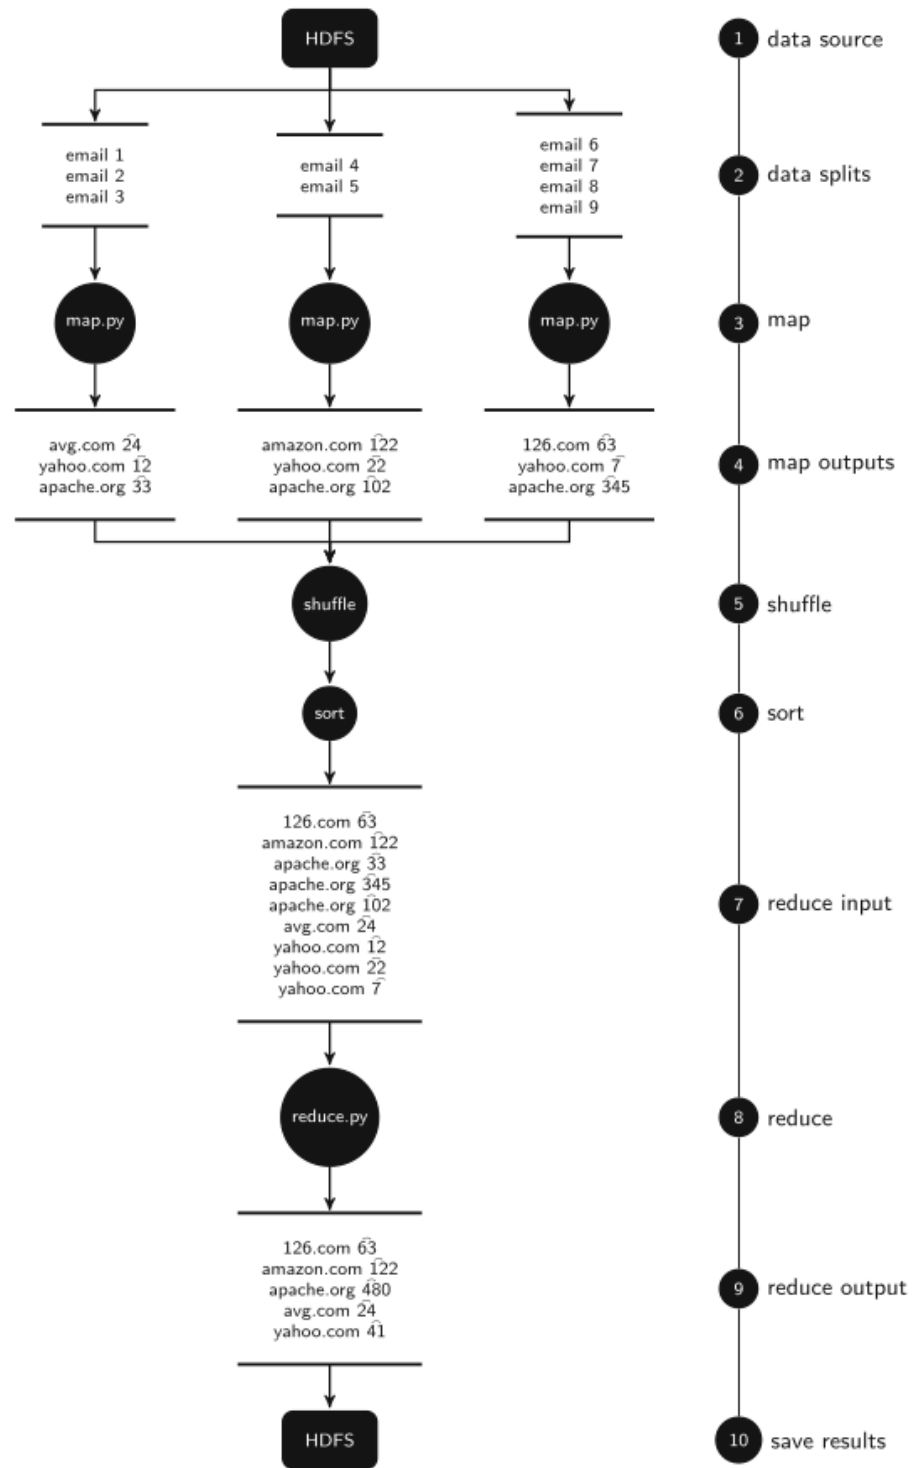 HDFS
1 data source
email 1
email 2
email 3
email 4
email 5
email 6
email 7
email 8
email 9
2 data splits
map.py
map.py
map.py
3 map
avg.com 24
yahoo.com 12
apache.org 33
amazon.com 122
yahoo.com 22
apache.org 102
126.com 63
yahoo.com 7
apache.org 345
4 map outputs
shuffle
5 shuffle
sort
6 sort
126.com 63
amazon.com 122
apache.org 33
apache.org 345
apache.org 102
avg.com 24
yahoo.com 12
yahoo.com 22
yahoo.com 7
7 reduce input
reduce.py
8 reduce
126.com 63
amazon.com 122
apache.org 480
avg.com 24
yahoo.com 41
9 reduce output
HDFS
10 save results